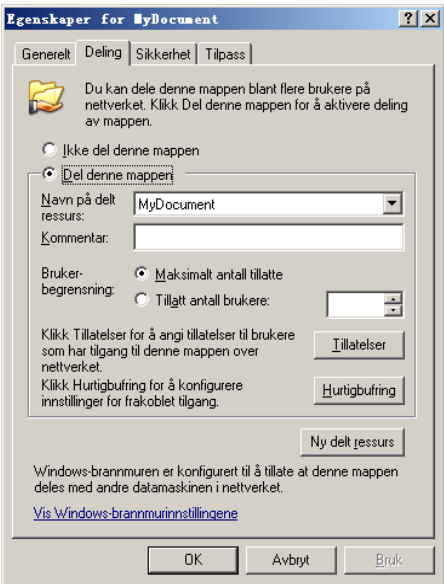 Egenskaper for MyDocument
Generelt Deling Sikkerhet Tilpass
Du kan dele denne mappen blant flere brukere på
nettverket. Klikk Del denne mappen for å aktivere deling
av mappen.
Ikke del denne mappen
Del denne mappen
Navn på delt
ressurs:
MyDocument
Kommentar:
Bruker-
begrensning:
Maksimalt antall tillatte
Tillatt antall brukere:
Klikk Tillatelser for å angi tillatelser til brukere
som har tilgang til denne mappen over
nettverket.
Tillatelser
Klikk Hurtigbufring for å konfigurere
innstillinger for frakoblet tilgang.
Hurtigbufring
Ny delt ressurs
Windows-brannmuren er konfigurert til å tillate at denne mappen
deles med andre datamaskinen i nettverket.
Vis Windows-brannmurinnstillingene
OK Avbryt Bruk